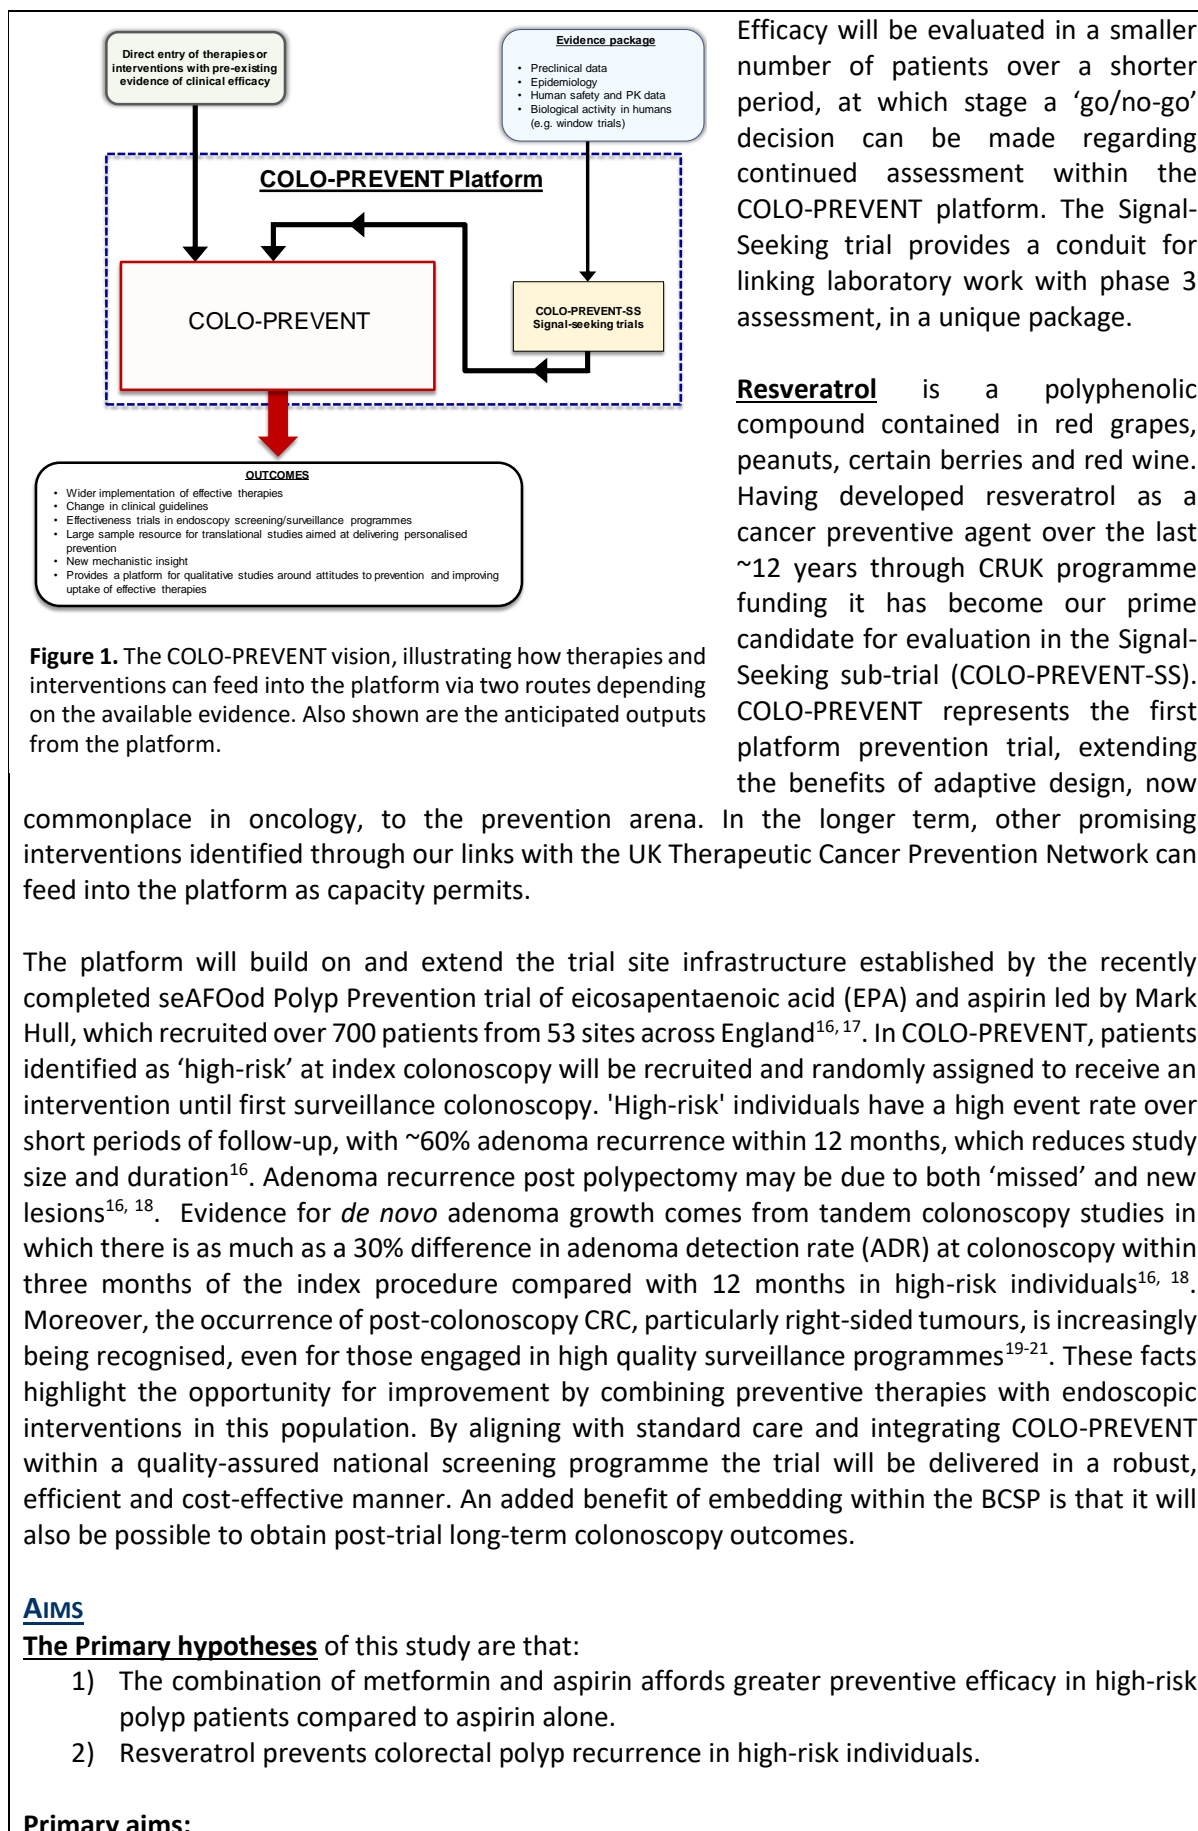 Direct entry of therapies or
interventions with pre-existing
evidence of clinical efficacy
Evidence package
• Preclinical data
• Epidemiology
• Human safety and PK data
• Biological activity in humans
(e.g. window trials)
COLO-PREVENT Platform
COLO-PREVENT
COLO-PREVENT-SS
Signal-seeking trials
OUTCOMES
• Wider implementation of effective therapies
• Change in clinical guidelines
• Effectiveness trials in endoscopy screening/surveillance programmes
• Large sample resource for translational studies aimed at delivering personalised
prevention
• New mechanistic insight
• Provides a platform for qualitative studies around attitudes to prevention and improving
uptake of effective therapies
Figure 1. The COLO-PREVENT vision, illustrating how therapies and
interventions can feed into the platform via two routes depending
on the available evidence. Also shown are the anticipated outputs
from the platform.
Efficacy will be evaluated in a smaller
number of patients over a shorter
period, at which stage a ‘go/no-go’
decision can be made regarding
continued assessment within the
COLO-PREVENT platform. The Signal-
Seeking trial provides a conduit for
linking laboratory work with phase 3
assessment, in a unique package.
Resveratrol is a polyphenolic
compound contained in red grapes,
peanuts, certain berries and red wine.
Having developed resveratrol as a
cancer preventive agent over the last
~12 years through CRUK programme
funding it has become our prime
candidate for evaluation in the Signal-
Seeking sub-trial (COLO-PREVENT-SS).
COLO-PREVENT represents the first
platform prevention trial, extending
the benefits of adaptive design, now
commonplace in oncology, to the prevention arena. In the longer term, other promising
interventions identified through our links with the UK Therapeutic Cancer Prevention Network can
feed into the platform as capacity permits.
The platform will build on and extend the trial site infrastructure established by the recently
completed seAFOod Polyp Prevention trial of eicosapentaenoic acid (EPA) and aspirin led by Mark
Hull, which recruited over 700 patients from 53 sites across England16, 17. In COLO-PREVENT, patients
identified as ‘high-risk’ at index colonoscopy will be recruited and randomly assigned to receive an
intervention until first surveillance colonoscopy. 'High-risk' individuals have a high event rate over
short periods of follow-up, with ~60% adenoma recurrence within 12 months, which reduces study
size and duration16. Adenoma recurrence post polypectomy may be due to both ‘missed’ and new
lesions16, 18. Evidence for de novo adenoma growth comes from tandem colonoscopy studies in
which there is as much as a 30% difference in adenoma detection rate (ADR) at colonoscopy within
three months of the index procedure compared with 12 months in high-risk individuals16, 18.
Moreover, the occurrence of post-colonoscopy CRC, particularly right-sided tumours, is increasingly
being recognised, even for those engaged in high quality surveillance programmes19-21. These facts
highlight the opportunity for improvement by combining preventive therapies with endoscopic
interventions in this population. By aligning with standard care and integrating COLO-PREVENT
within a quality-assured national screening programme the trial will be delivered in a robust,
efficient and cost-effective manner. An added benefit of embedding within the BCSP is that it will
also be possible to obtain post-trial long-term colonoscopy outcomes.
AIMS
The Primary hypotheses of this study are that:
1) The combination of metformin and aspirin affords greater preventive efficacy in high-risk
polyp patients compared to aspirin alone.
2) Resveratrol prevents colorectal polyp recurrence in high-risk individuals.
Primary aims: